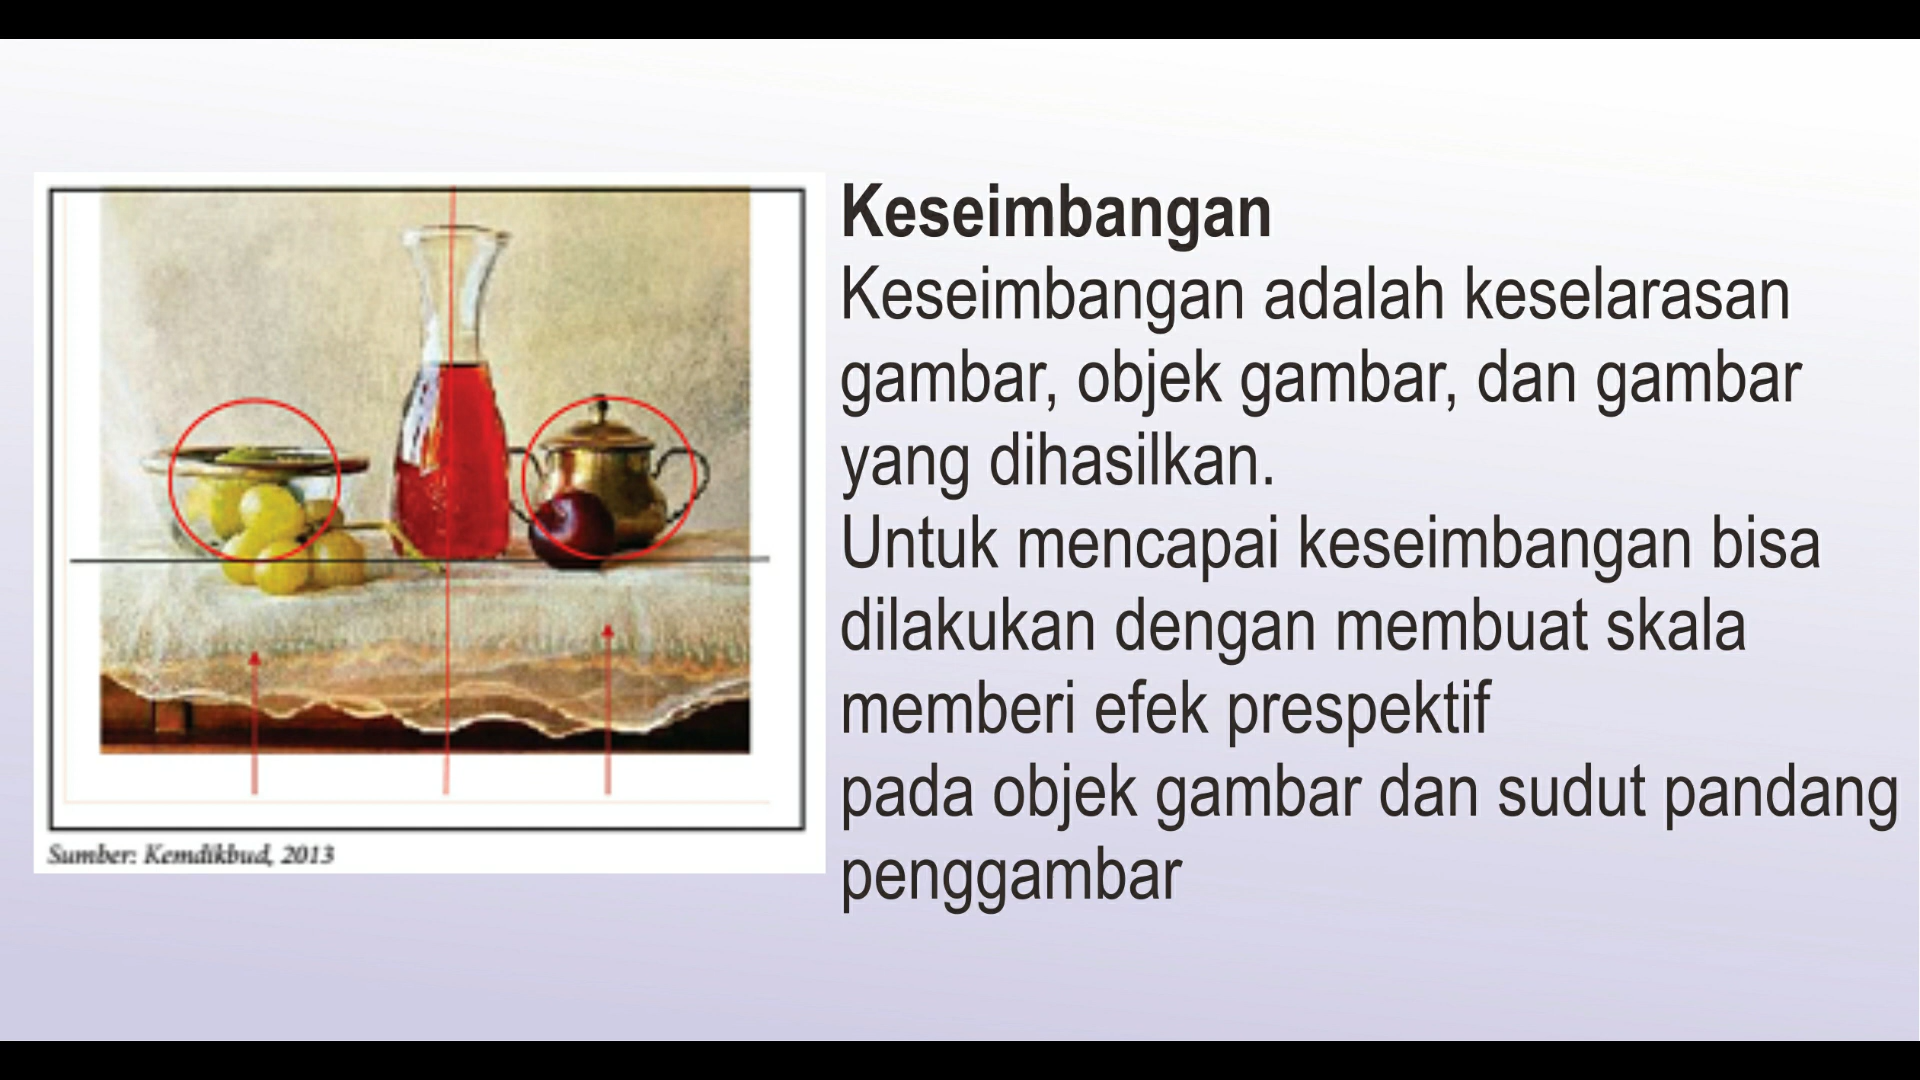 Keseimbangan
Keseimbangan adalah keselarasan
gambar, objek gambar, dan gambar
yang dihasilkan.
Untuk mencapai keseimbangan bisa
dilakukan dengan membuat skala
memberi efek prespektif
pada objek gambar dan sudut pandang
penggambar
Sumber: Kemdikbud, 2013